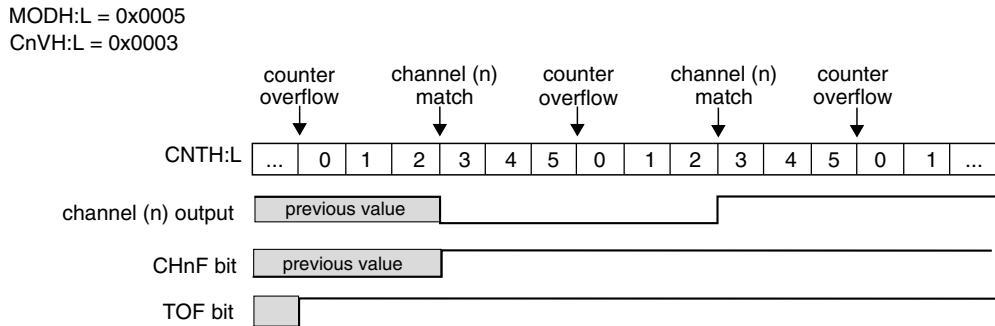 MODH:L = 0x0005
CnVH:L = 0x0003
counter overflow
channel (n) match
counter overflow
channel (n) match
counter overflow
CNTH:L ... 0 1 2 3 4 5 0 1 2 3 4 5 0 1 ...
channel (n) output previous value
CHnF bit previous value
TOF bit